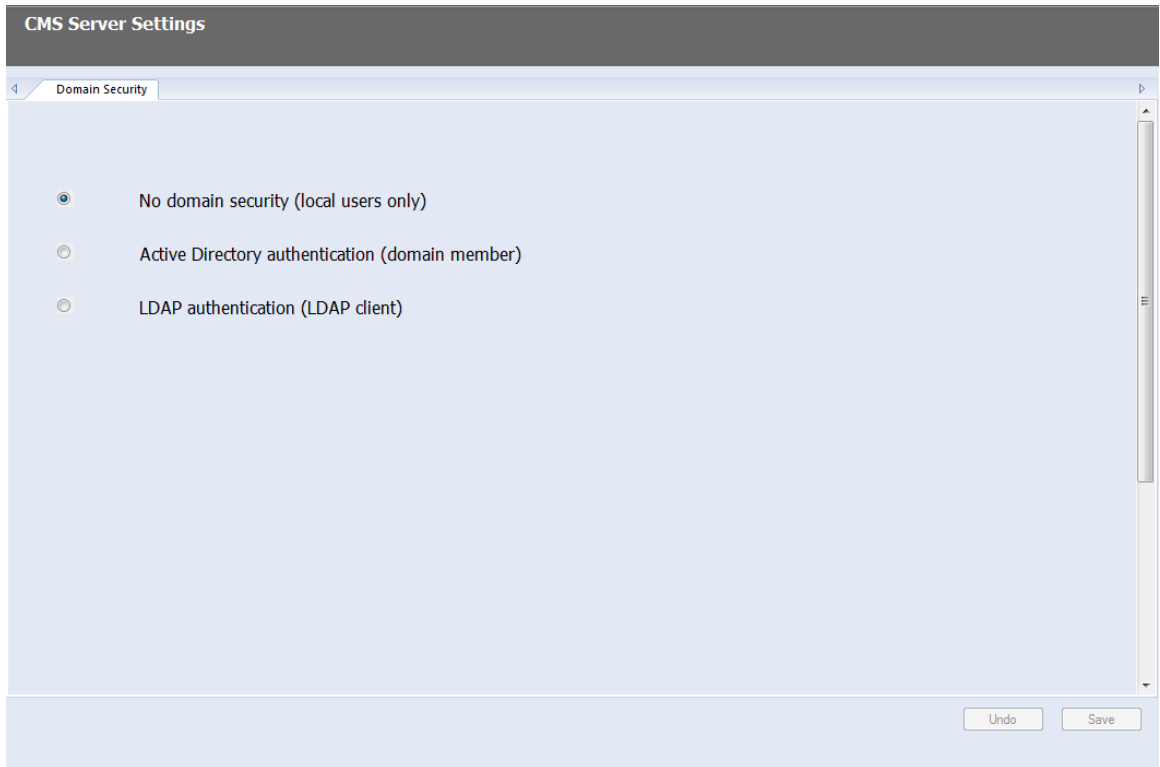 CMS Server Settings
Domain Security
No domain security (local users only)
Active Directory authentication (domain member)
LDAP authentication (LDAP client)
Undo Save